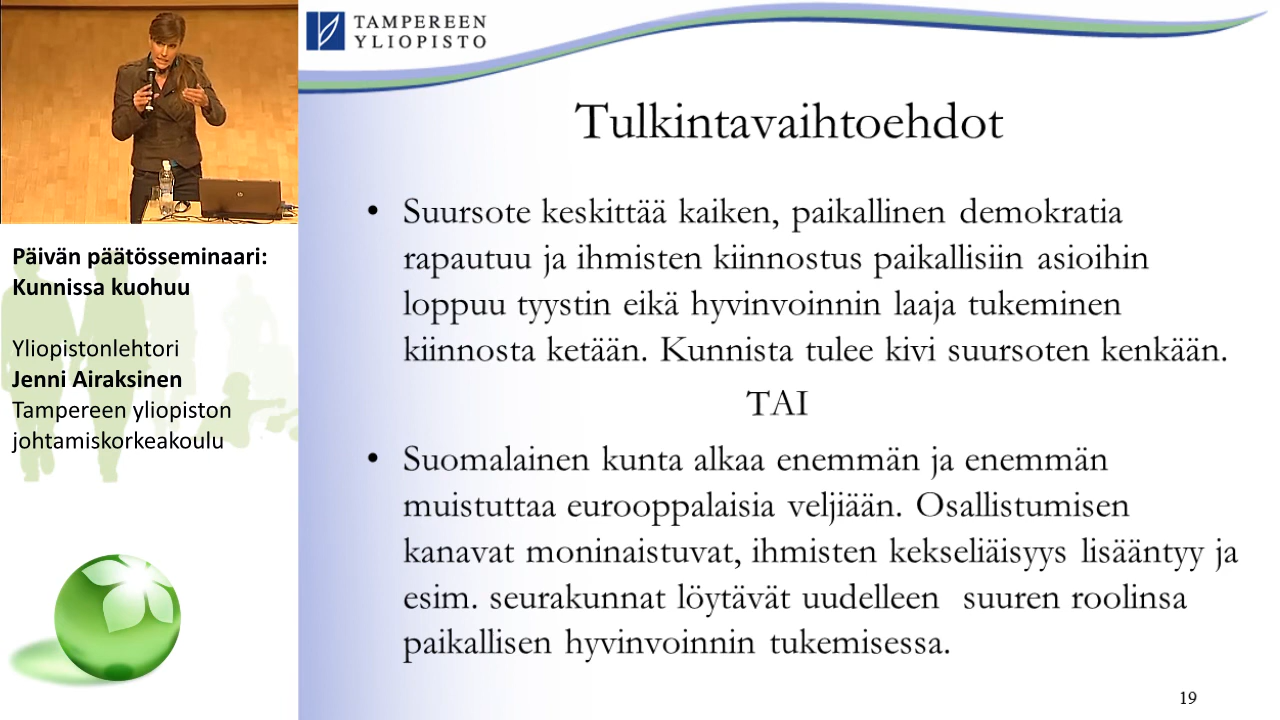 TAMPEREEN
YLIOPISTO
Päivän päätösseminaari:
Kunnissa kuohuu
Yliopistonlehtori
Jenni Airaksinen
Tampereen yliopiston
johtamiskorkeakoulu
Tulkintavaihtoehdot
• Suursote keskittää kaiken, paikallinen demokratia
rapautuu ja ihmisten kiinnostus paikallisiin asioihin
loppuu tyystin eikä hyvinvoinnin laaja tukeminen
kiinnosta ketään. Kunnista tulee kivi suursoten kenkään.
TAI
• Suomalainen kunta alkaa enemmän ja enemmän
muistuttaa eurooppalaisia veljiään. Osallistumisen
kanavat moninaistuvat, ihmisten kekseliäisyys lisääntyy ja
esim. seurakunnat löytävät uudelleen suuren roolinsa
paikallisen hyvinvoinnin tukemisessa.
19